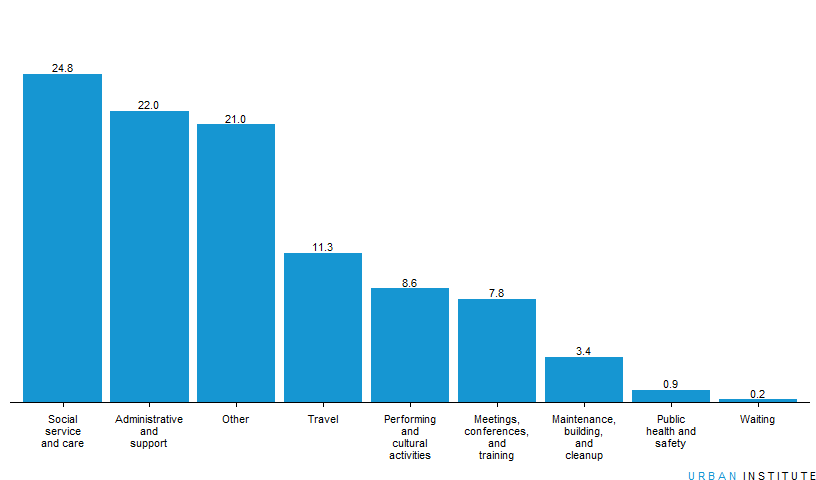 24.8
22.0
21.0
11.3
8.6
7.8
3.4
0.9
0.2
Social
service
and care
Administrative
and
support
Other
Travel
Performing
and
cultural
activities
Meetings,
conferences,
and
training
Maintenance,
building,
and
cleanup
Public
health and
safety
Waiting
URBAN INSTITUTE